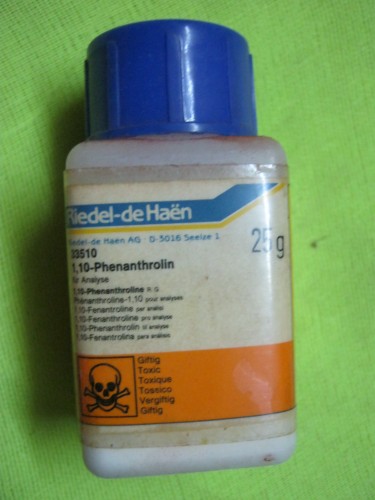 Riedel-de Haën
Riedel-de Haën AG · D-3016 Seelze 1
33510
25 g
1,10-Phenanthrolin
für Analyse
1,10-Phenanthroline R. G.
Phenanthroline-1,10 pour analyses
1,10-Fenantroline per analisi
1,10-Fenanthroline pro analyse
1,10-Phenanthrolin til analyse
1,10-Fenantrolina para análisis
Giftig
Toxic
Toxique
Tossico
Vergiftig
Giftig